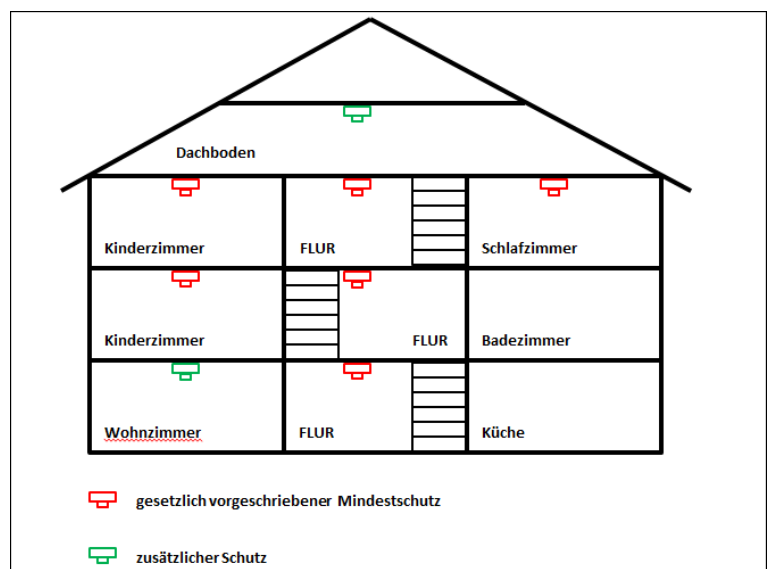 Dachboden
Kinderzimmer FLUR Schlafzimmer
Kinderzimmer FLUR Badezimmer
Wohnzimmer FLUR Küche
gesetzlich vorgeschriebener Mindestschutz
zusätzlicher Schutz